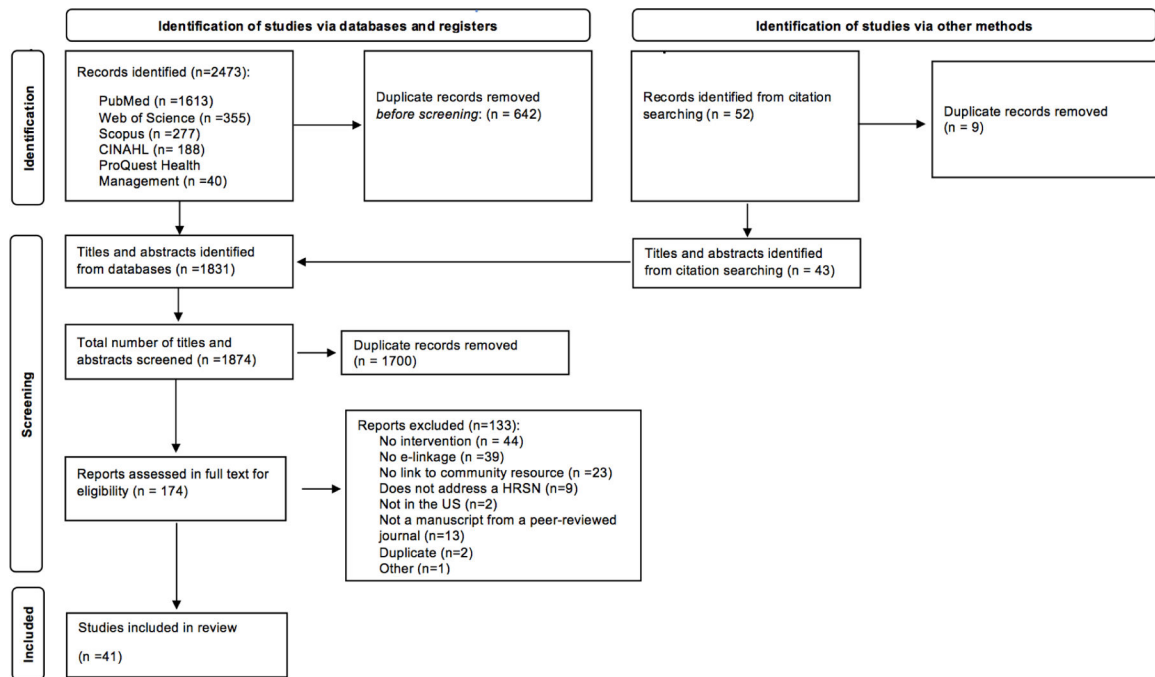 Identification of studies via databases and registers
Identification of studies via other methods
Identification
Records identified (n=2473):
PubMed (n =1613)
Web of Science (n =355)
Scopus (n =277)
CINAHL (n= 188)
ProQuest Health
Management (n =40)
Duplicate records removed
before screening: (n = 642)
Records identified from citation
searching (n = 52)
Duplicate records removed
(n = 9)
Screening
Titles and abstracts identified
from databases (n =1831)
Titles and abstracts identified
from citation searching (n = 43)
Total number of titles and
abstracts screened (n =1874)
Duplicate records removed
(n = 1700)
Reports assessed in full text for
eligibility (n = 174)
Reports excluded (n=133):
No intervention (n = 44)
No e-linkage (n =39)
No link to community resource (n =23)
Does not address a HRSN (n=9)
Not in the US (n=2)
Not a manuscript from a peer-reviewed
journal (n=13)
Duplicate (n=2)
Other (n=1)
Included
Studies included in review
(n =41)